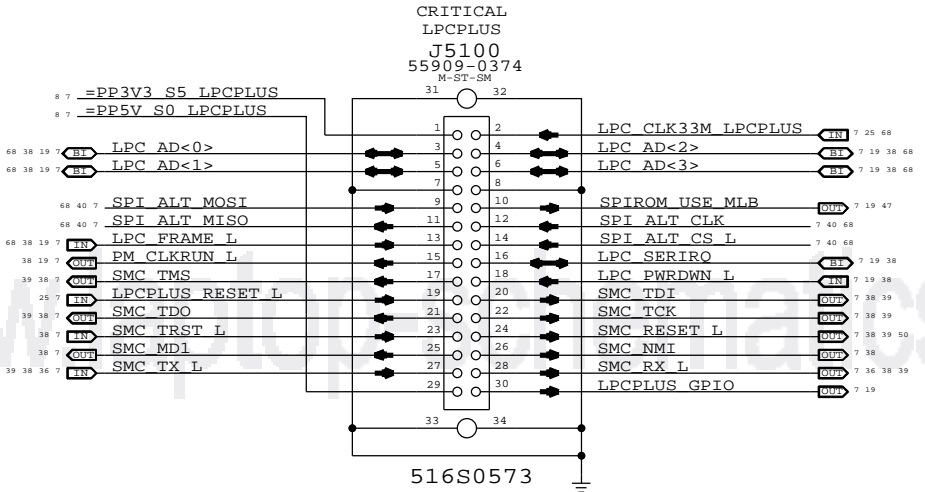 CRITICAL
LPCPLUS
J5100
55909-0374
M-ST-SM
31 32
8 7 =PP3V3_S5_LPCPLUS
8 7 =PP5V_S0_LPCPLUS
1 2 LPC_CLK33M_LPCPLUS IN 7 25 68
68 38 19 7 BI LPC_AD<0> 3 4 LPC_AD<2> BI 7 19 38 68
68 38 19 7 BI LPC_AD<1> 5 6 LPC_AD<3> BI 7 19 38 68
7 8
68 40 7 SPI_ALT_MOSI 9 10 SPIROM_USE_MLB OUT 7 19 47
68 40 7 SPI_ALT_MISO 11 12 SPI_ALT_CLK 7 40 68
68 38 19 7 IN LPC_FRAME_L 13 14 SPI_ALT_CS_L 7 40 68
38 19 7 OUT PM_CLKRUN_L 15 16 LPC_SERIRQ BI 7 19 38
39 38 7 OUT SMC_TMS 17 18 LPC_PWRDWN_L IN 7 19 38
25 7 IN LPCPLUS_RESET_L 19 20 SMC_TDI OUT 7 38 39
39 38 7 OUT SMC_TDO 21 22 SMC_TCK OUT 7 38 39
38 7 IN SMC_TRST_L 23 24 SMC_RESET_L OUT 7 38 39 50
38 7 OUT SMC_MD1 25 26 SMC_NMI OUT 7 38
39 38 36 7 IN SMC_TX_L 27 28 SMC_RX_L OUT 7 36 38 39
29 30 LPCPLUS_GPIO OUT 7 19
33 34
516S0573
w.laptop-schematics